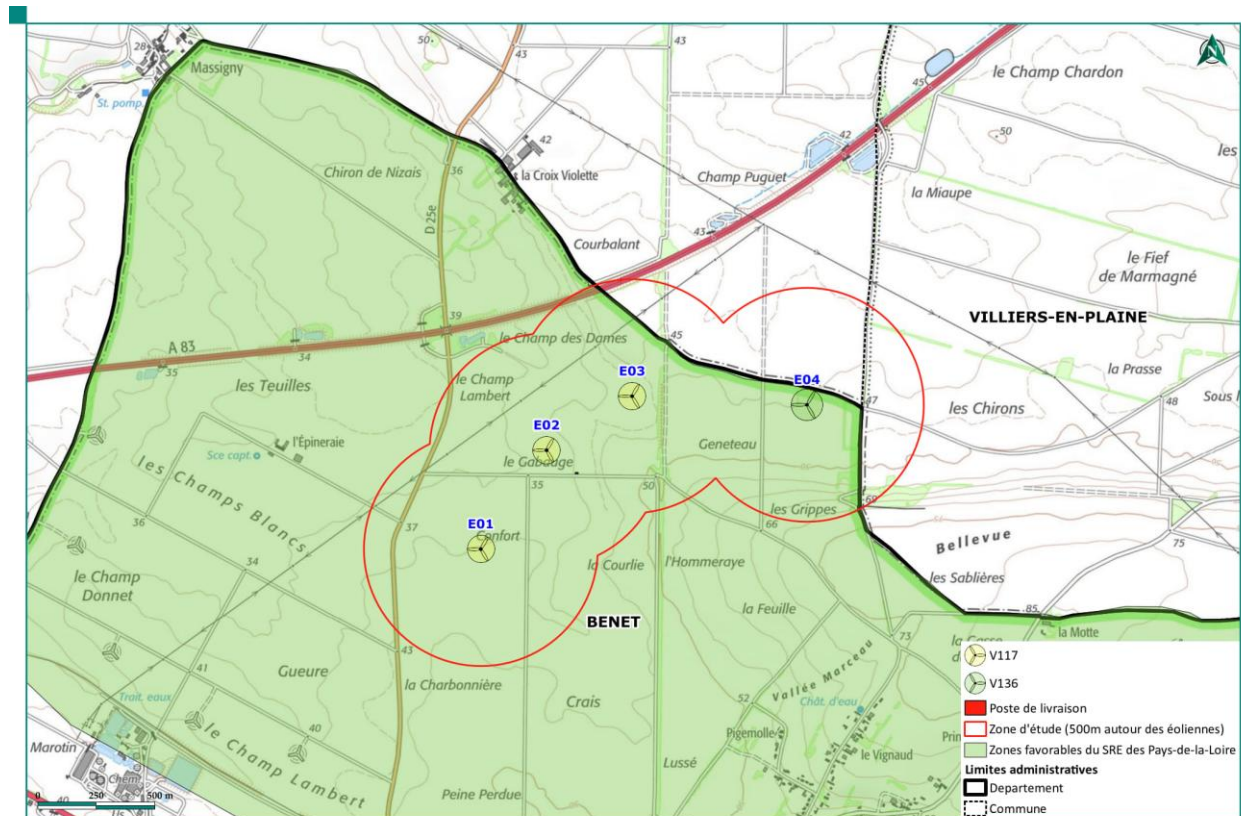 N
28
50
43
43
Massigny
45
le Champ Chardon
St. pomp.
42
42
50
Chiron de Nizais
36
la Croix Violette
Champ Puguet
les
la Miaupe
D 25e
43
Courbalant
le Fief
de Marmagné
39
VILLIERS-EN-PLAINE
A 83
34
le Champ des Dames
45
35
la Prasse
les Teuilles
le Champ
Lambert
E03
E04
47
48
Sous l
les Chirons
E02
l'Épineraie
Geneteau
Sce capt.
le Gabauge
35
50
les Champs Blancs
les Grippes
69
36
37
E01
66
Confort
Bellevue
75
34
la Courlie
l'Hommeraye
le Champ
Donnet
les Sablières
la Feuille
85
BENET
73
la Motte
Gueure
43
41
la Charbonnière
Vallée Marceau
V117
V136
Trait. eaux
Crais
52
Chât. d'eau
Poste de livraison
40
Pigemolle
Zone d'étude (500m autour des éoliennes)
le Champ Lambert
Marotin
le Vignaud
Prin
Zones favorables du SRE des Pays-de-la-Loire
Chem.
Lussé
Limites administratives
Departement
40
0 250 500 m
Peine Perdue
Commune